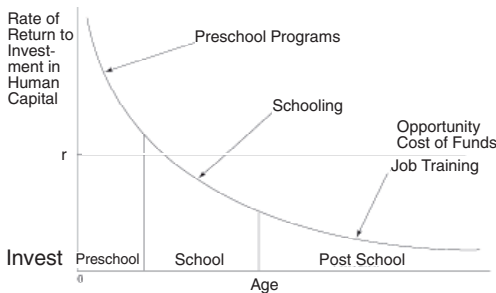 Rate of
Return to
Invest-
ment in
Human
Capital
Preschool Programs
Schooling
Opportunity
Cost of Funds
r
Job Training
Invest
Preschool
School
Post School
0
Age